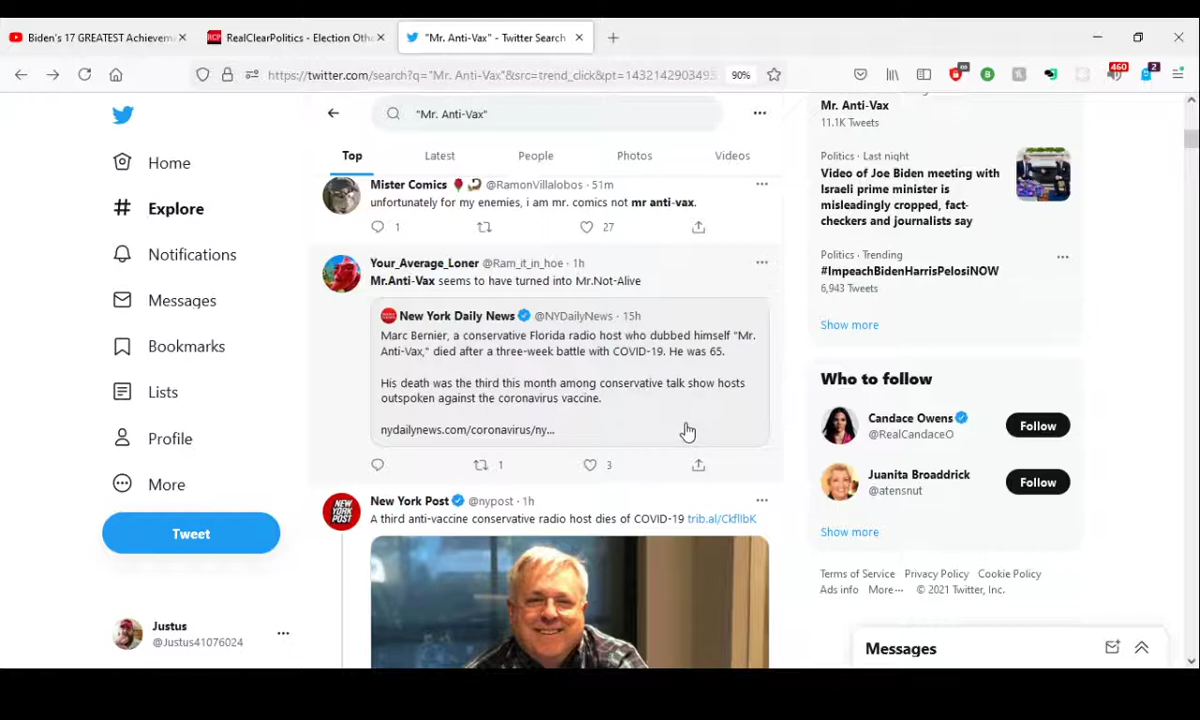 Biden's 17 GREATEST Achievem
RealClearPolitics - Election Oth
"Mr. Anti-Vax" - Twitter Search
https://twitter.com/search?q="Mr. Anti-Vax"&src=trend_click&pt=1432142903493
90%
460
2
"Mr. Anti-Vax"
Top
Latest
People
Photos
Videos
Home
Explore
Notifications
Messages
Bookmarks
Lists
Profile
More
Tweet
Justus
@Justus41076024
Mister Comics @RamonVillalobos · 51m
unfortunately for my enemies, i am mr. comics not mr anti-vax.
1
27
Your_Average_Loner @Ram_it_in_hoe · 1h
Mr.Anti-Vax seems to have turned into Mr.Not-Alive
New York Daily News @NYDailyNews · 15h
Marc Bernier, a conservative Florida radio host who dubbed himself "Mr.
Anti-Vax," died after a three-week battle with COVID-19. He was 65.
His death was the third this month among conservative talk show hosts
outspoken against the coronavirus vaccine.
nydailynews.com/coronavirus/ny...
1
3
NEW
YORK
POST
New York Post @nypost · 1h
A third anti-vaccine conservative radio host dies of COVID-19 trib.al/CkfIlbK
Mr. Anti-Vax
11.1K Tweets
Politics · Last night
Video of Joe Biden meeting with
Israeli prime minister is
misleadingly cropped, fact-
checkers and journalists say
Politics · Trending
#ImpeachBidenHarrisPelosiNOW
6,943 Tweets
Show more
Who to follow
Candace Owens
@RealCandaceO
Follow
Juanita Broaddrick
@atensnut
Follow
Show more
Terms of Service Privacy Policy Cookie Policy
Ads info More··· © 2021 Twitter, Inc.
Messages